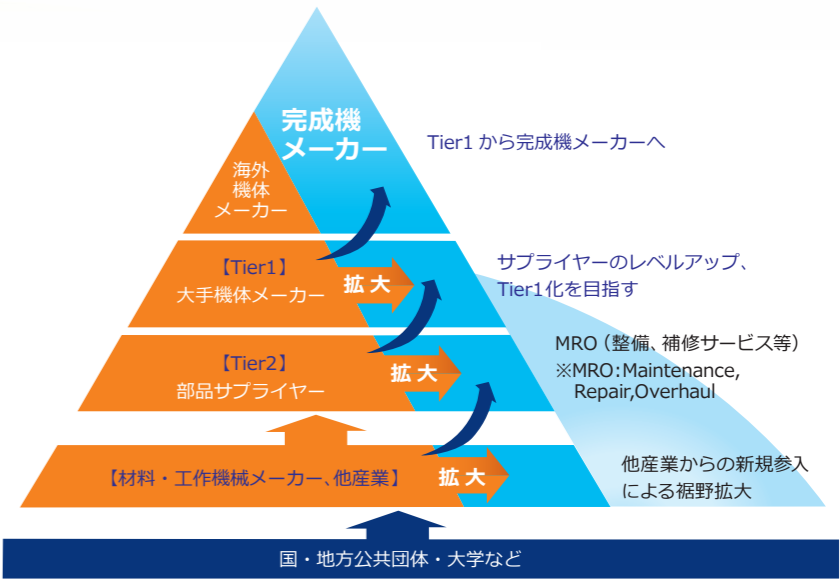 完成機
メーカー
海外
機体
メーカー
Tier1 から完成機メーカーへ
【Tier1】
大手機体メーカー
拡 大
サプライヤーのレベルアップ、
Tier1化を目指す
【Tier2】
部品サプライヤー
拡 大
MRO（整備、補修サービス等）
※MRO：Maintenance,
Repair,Overhaul
【材料・工作機械メーカー、他産業】
拡 大
他産業からの新規参入
による裾野拡大
国・地方公共団体・大学など